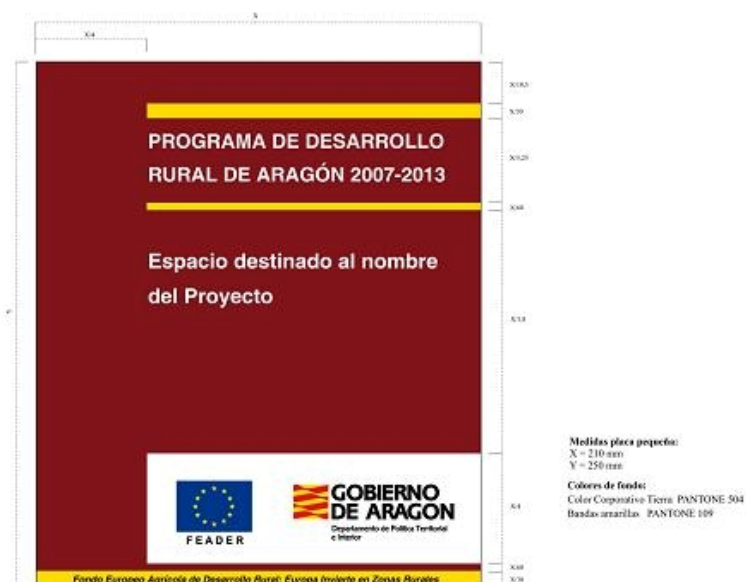 X
X/4
PROGRAMA DE DESARROLLO
RURAL DE ARAGÓN 2007-2013
Espacio destinado al nombre
del Proyecto
FEADER
GOBIERNO
DE ARAGON
Departamento de Política Territorial
e Interior
Fondo Europeo Agrícola de Desarrollo Rural: Europa Invierte en Zonas Rurales
X/4
Medidas placa pequeña:
X = 210 mm
Y = 250 mm
Colores de fondo:
Color Corporativo Tierra PANTONE 504
Bandas amarillas PANTONE 109